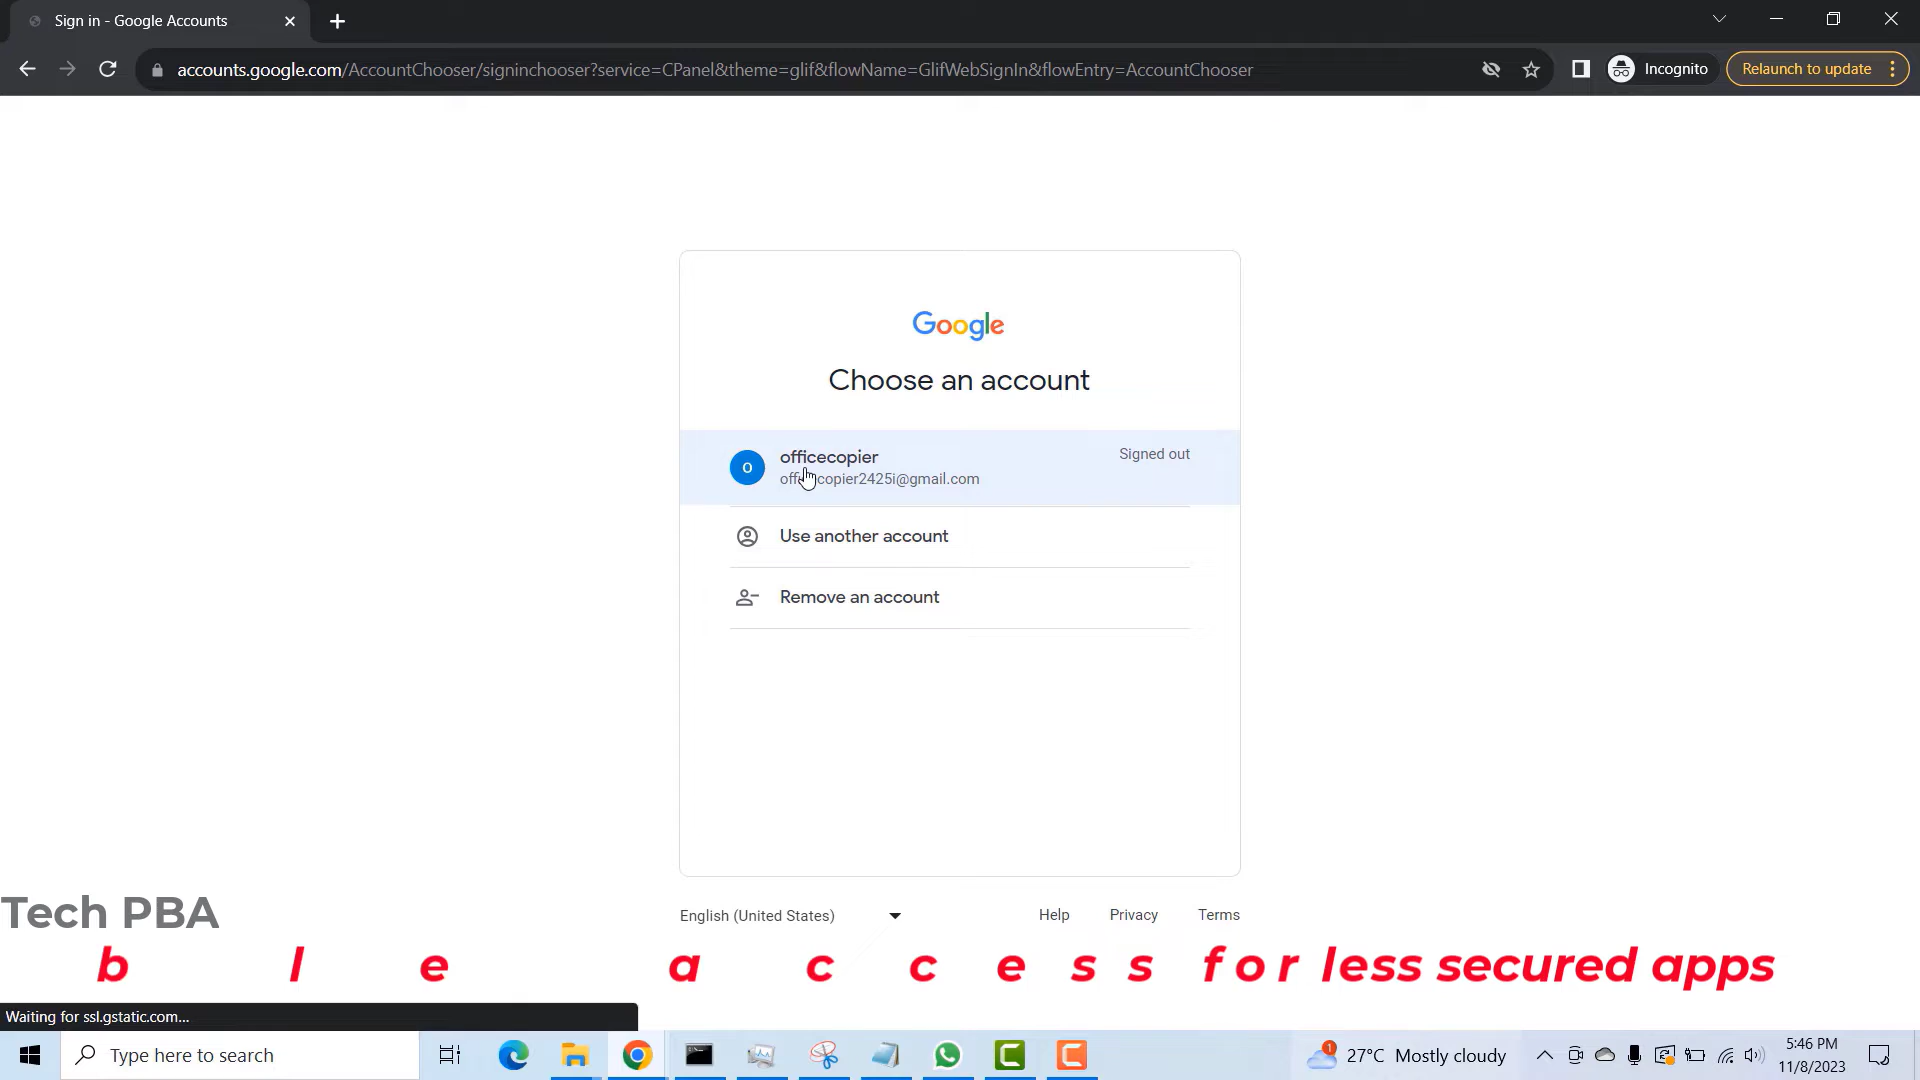 Sign in - Google Accounts
accounts.google.com/AccountChooser/signinchooser?service=CPanel&theme=glif&flowName=GlifWebSignIn&flowEntry=AccountChooser
Incognito
Relaunch to update
Google
Choose an account
o
officecopier
Signed out
officecopier2425i@gmail.com
Use another account
Remove an account
English (United States)
Help
Privacy
Terms
Tech PBA
b l e a c c e s s f o r less secured apps
Waiting for ssl.gstatic.com...
Type here to search
1
27°C Mostly cloudy
5:46 PM
11/8/2023